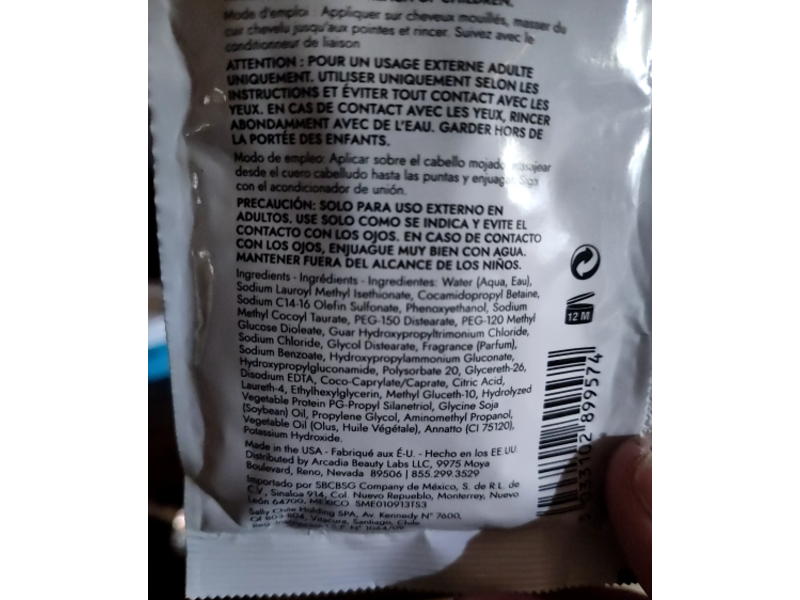 OF CHILDREN.
Mode d'emploi : Appliquer sur cheveux mouillés, masser du
cuir chevelu jusqu'aux pointes et rincer. Suivez avec le
conditionneur de liaison
ATTENTION : POUR UN USAGE EXTERNE ADULTE
UNIQUEMENT. UTILISER UNIQUEMENT SELON LES
INSTRUCTIONS ET ÉVITER TOUT CONTACT AVEC LES
YEUX. EN CAS DE CONTACT AVEC LES YEUX, RINCER
ABONDAMMENT AVEC DE L'EAU. GARDER HORS DE
LA PORTÉE DES ENFANTS.
Modo de empleo: Aplicar sobre el cabello mojado, masajear
desde el cuero cabelludo hasta las puntas y enjuagar. Siga
con el acondicionador de unión.
PRECAUCIÓN: SOLO PARA USO EXTERNO EN
ADULTOS. USE SOLO COMO SE INDICA Y EVITE EL
CONTACTO CON LOS OJOS. EN CASO DE CONTACTO
CON LOS OJOS, ENJUAGUE MUY BIEN CON AGUA.
MANTENER FUERA DEL ALCANCE DE LOS NIÑOS.
Ingredients - Ingrédients - Ingredientes: Water (Aqua, Eau),
Sodium Lauroyl Methyl Isethionate, Cocamidopropyl Betaine,
Sodium C14-16 Olefin Sulfonate, Phenoxyethanol, Sodium
Methyl Cocoyl Taurate, PEG-150 Distearate, PEG-120 Methyl
Glucose Dioleate, Guar Hydroxypropyltrimonium Chloride,
Sodium Chloride, Glycol Distearate, Fragrance (Parfum),
Sodium Benzoate, Hydroxypropylammonium Gluconate,
Hydroxypropylgluconamide, Polysorbate 20, Glycereth-26,
Disodium EDTA, Coco-Caprylate/Caprate, Citric Acid,
Laureth-4, Ethylhexylglycerin, Methyl Gluceth-10, Hydrolyzed
Vegetable Protein PG-Propyl Silanetriol, Glycine Soja
(Soybean) Oil, Propylene Glycol, Aminomethyl Propanol,
Vegetable Oil (Olus, Huile Végétale), Annatto (CI 75120),
Potassium Hydroxide.
Made in the USA - Fabriqué aux É-U. - Hecho en los EE.UU.
Distributed by Arcadia Beauty Labs LLC, 9975 Moya
Boulevard, Reno, Nevada 89506 | 855.299.3529
Importado por SBCBSG Company de México, S. de R.L. de
C.V., Sinaloa 914, Col. Nuevo Repueblo, Monterrey, Nuevo
León 64700, MÉXICO SME010913TS3
Sally Chile Holding SPA, Av. Kennedy N° 7600,
Of 803-804, Vitacura, Santiago, Chile
12 M
102 899574